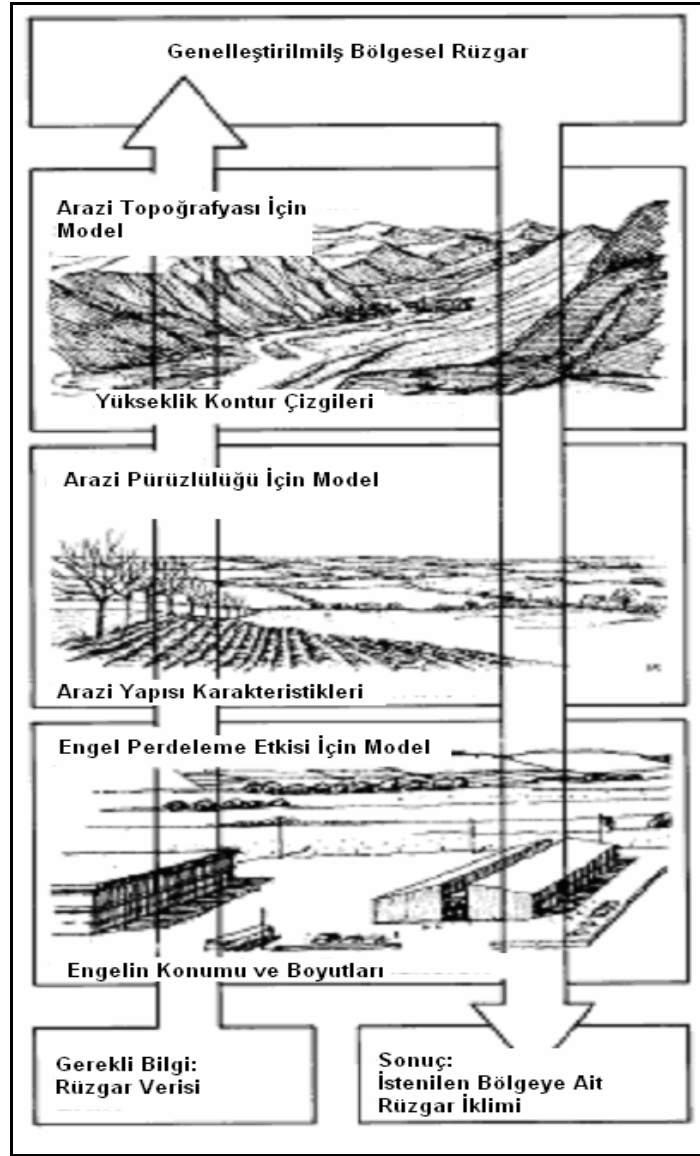 Genelleştirilmilş Bölgesel Rüzgar
Arazi Topoğrafyası İçin
Model
Yükseklik Kontur Çizgileri
Arazi Pürüzlülüğü İçin Model
Arazi Yapısı Karakteristikleri
Engel Perdeleme Etkisi İçin Model
Engelin Konumu ve Boyutları
Gerekli Bilgi:
Rüzgar Verisi
Sonuç:
İstenilen Bölgeye Ait
Rüzgar İklimi